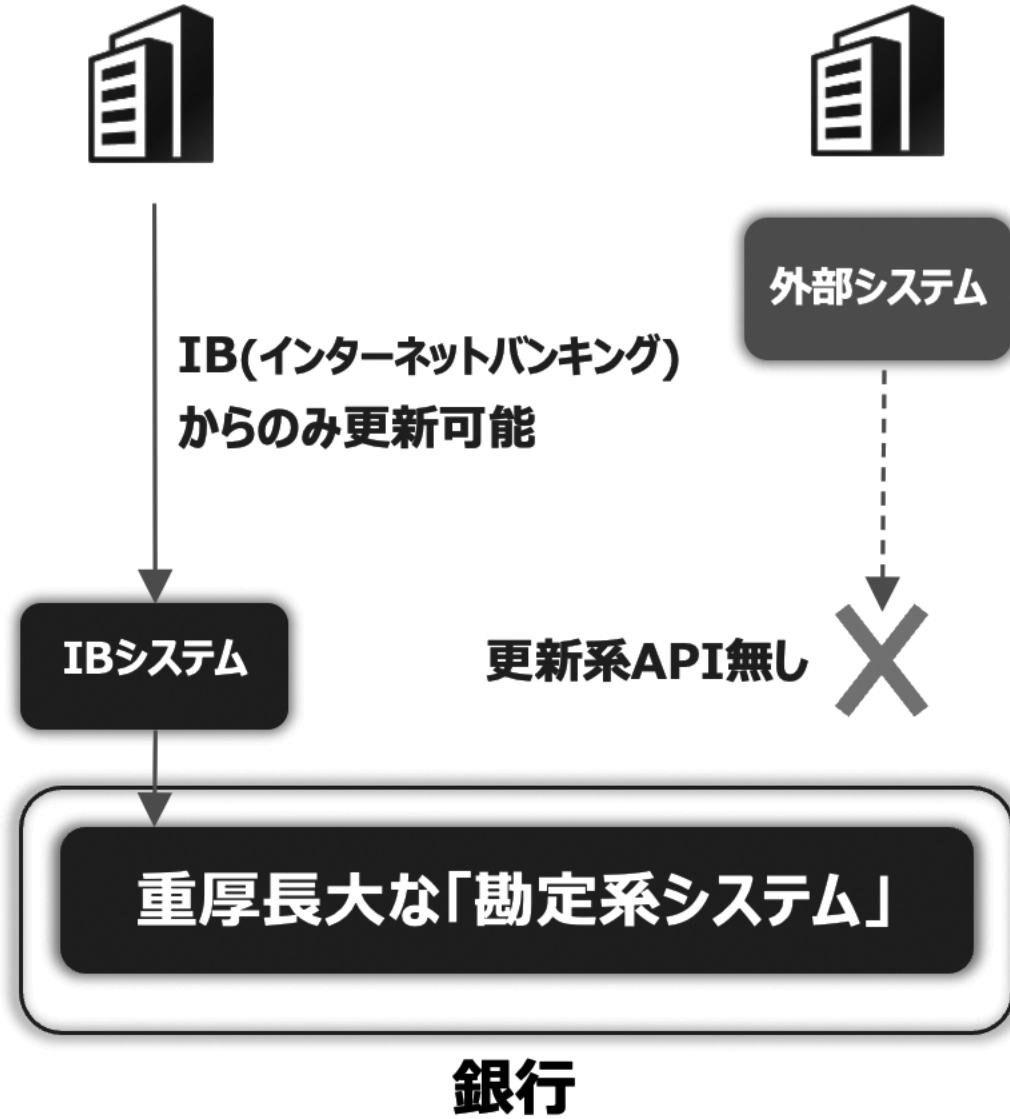 外部システム
IB(インターネットバンキング)
からのみ更新可能
IBシステム
更新系API無し
重厚長大な「勘定系システム」
銀行